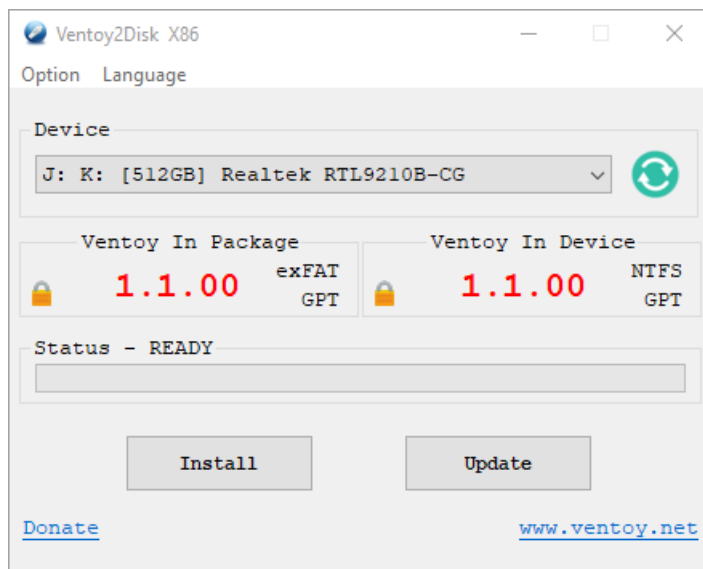 Ventoy2Disk X86
Option Language
Device
J: K: [512GB] Realtek RTL9210B-CG
Ventoy In Package
1.1.00
exFAT
GPT
Ventoy In Device
1.1.00
NTFS
GPT
Status - READY
Install
Update
Donate
www.ventoy.net